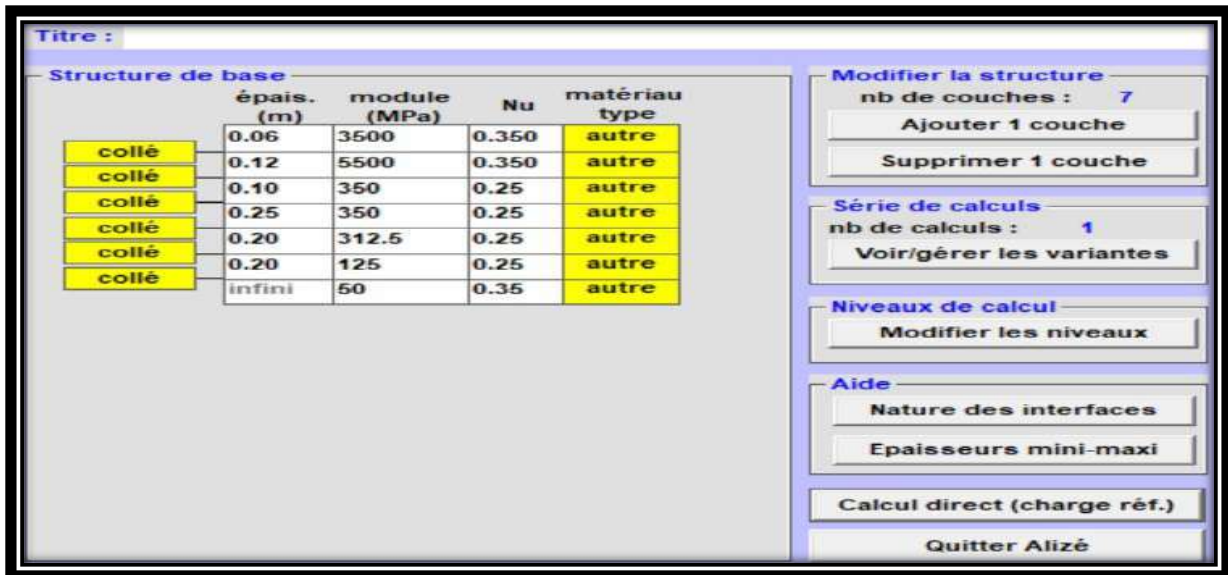 Titre :
Structure de base
épais. (m) module (MPa) Nu matériau type
0.06 3500 0.350 autre
collé
0.12 5500 0.350 autre
collé
0.10 350 0.25 autre
collé
0.25 350 0.25 autre
collé
0.20 312.5 0.25 autre
collé
0.20 125 0.25 autre
collé
infini 50 0.35 autre
Modifier la structure
nb de couches : 7
Ajouter 1 couche
Supprimer 1 couche
Série de calculs
nb de calculs : 1
Voir/gérer les variantes
Niveaux de calcul
Modifier les niveaux
Aide
Nature des interfaces
Epaisseurs mini-maxi
Calcul direct (charge réf.)
Quitter Alizé